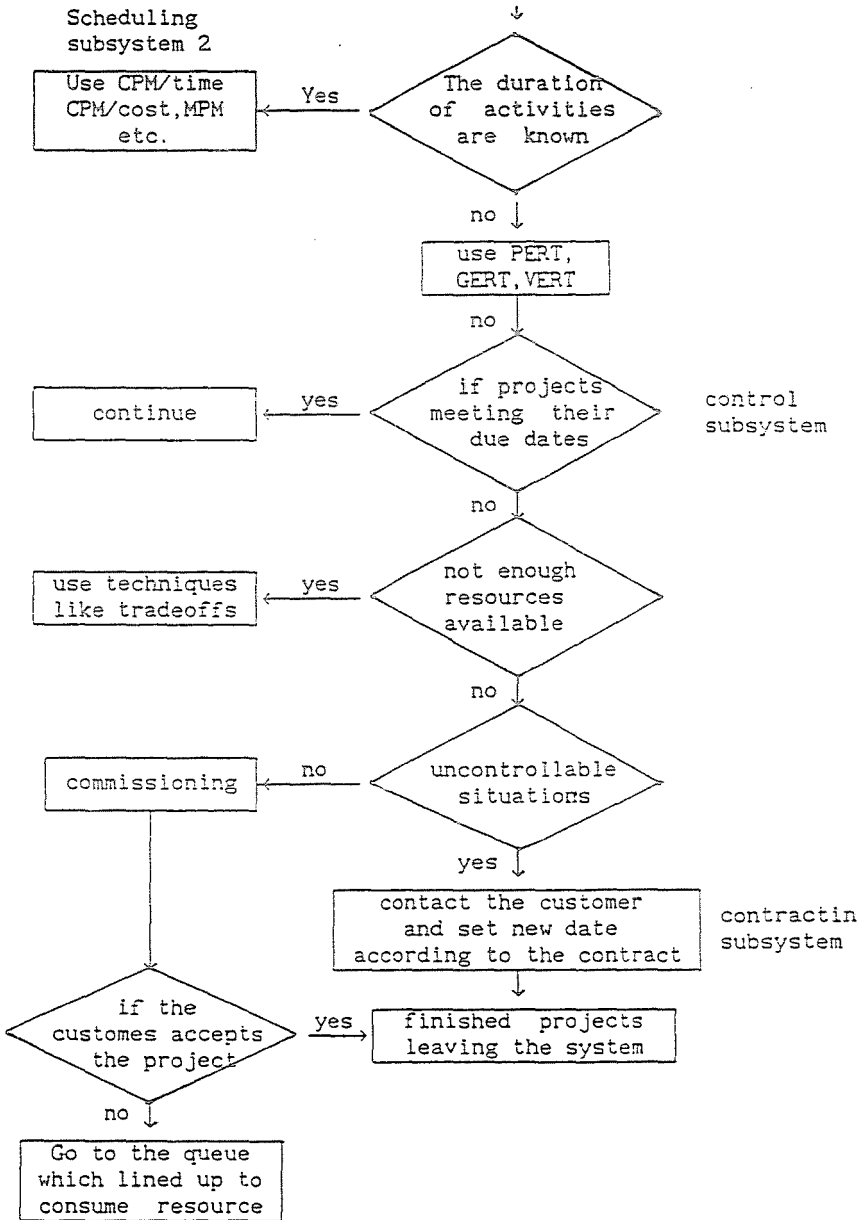 Scheduling
subsystem 2
Use CPM/time
CPM/cost,MPM
etc.
Yes
The duration
of activities
are known
no
use PERT,
GERT,VERT
no
if projects
meeting their
due dates
yes
continue
control
subsystem
no
not enough
resources
available
yes
use techniques
like tradeoffs
no
uncontrollable
situations
no
commissioning
yes
contact the customer
and set new date
according to the contract
contractin
subsystem
if the
customes accepts
the project
yes
finished projects
leaving the system
no
Go to the queue
which lined up to
consume resource